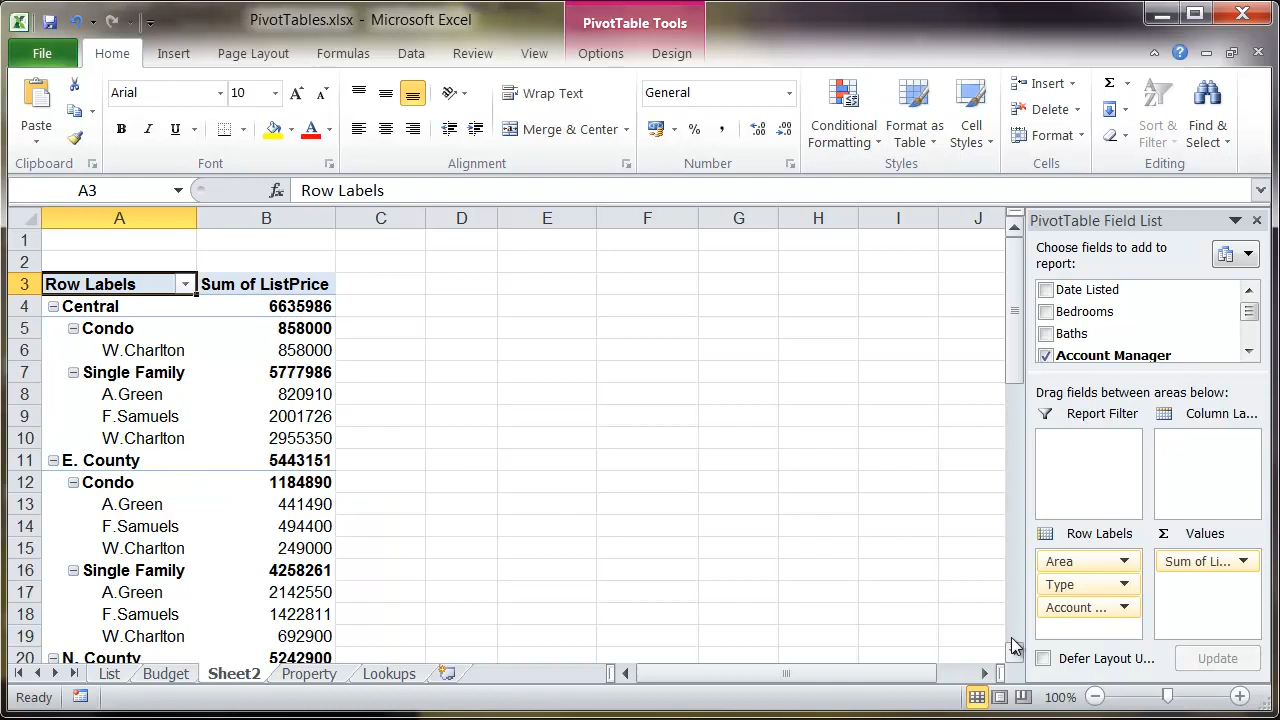 PivotTables.xlsx - Microsoft Excel
PivotTable Tools
File Home Insert Page Layout Formulas Data Review View Options Design
Paste
Clipboard
Arial 10
B I U A
Font
Wrap Text
Merge & Center
Alignment
General
% ,
Number
Conditional Formatting
Format as Table
Cell Styles
Styles
Insert
Delete
Format
Cells
Σ
Sort & Filter
Find & Select
Editing
A3 fx Row Labels
A B C D E F G H I J
1
2
3 Row Labels Sum of ListPrice
4 Central 6635986
5 Condo 858000
6 W.Charlton 858000
7 Single Family 5777986
8 A.Green 820910
9 F.Samuels 2001726
10 W.Charlton 2955350
11 E. County 5443151
12 Condo 1184890
13 A.Green 441490
14 F.Samuels 494400
15 W.Charlton 249000
16 Single Family 4258261
17 A.Green 2142550
18 F.Samuels 1422811
19 W.Charlton 692900
20 N. County 5242900
PivotTable Field List
Choose fields to add to
report:
Date Listed
Bedrooms
Baths
Account Manager
Drag fields between areas below:
Report Filter Column La...
Row Labels Σ Values
Area Sum of Li...
Type
Account ...
Defer Layout U... Update
List Budget Sheet2 Property Lookups
Ready 100%